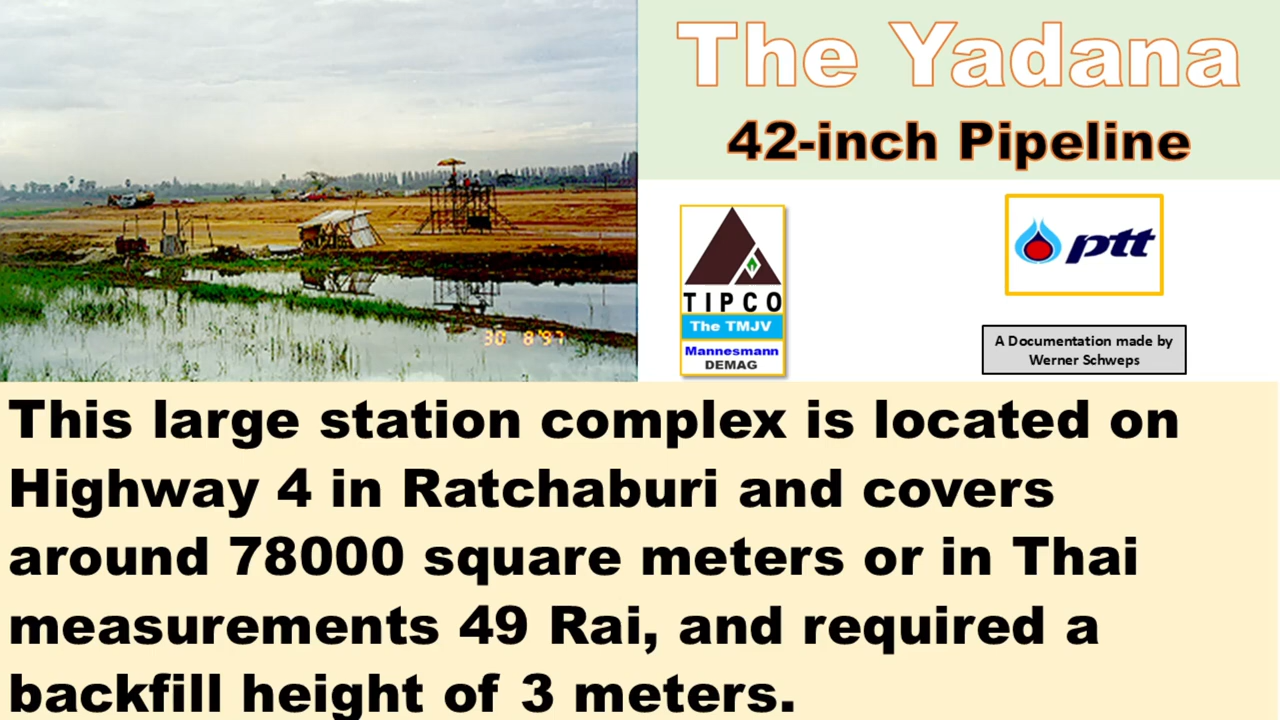 The Yadana
42-inch Pipeline
TIPCO
The TMJV
Mannesmann
DEMAG
ptt
A Documentation made by
Werner Schweps
30 8'97
This large station complex is located on
Highway 4 in Ratchaburi and covers
around 78000 square meters or in Thai
measurements 49 Rai, and required a
backfill height of 3 meters.